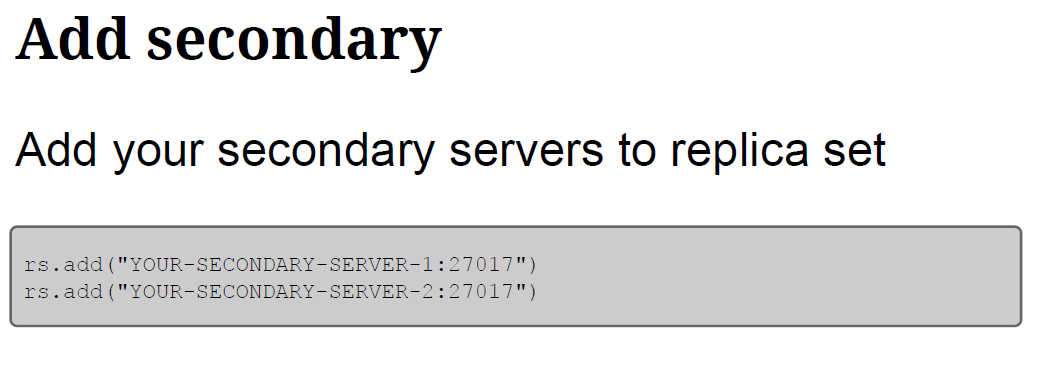 Add secondary
Add your secondary servers to replica set
rs.add("YOUR-SECONDARY-SERVER-1:27017")
rs.add("YOUR-SECONDARY-SERVER-2:27017")